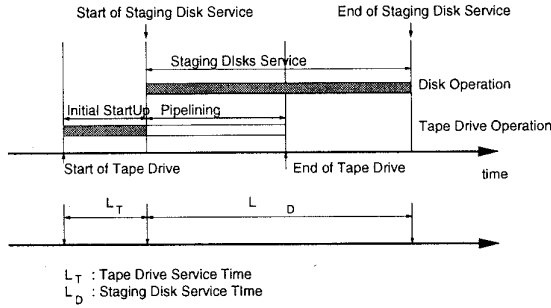 Start of Staging Disk Service
End of Staging Disk Service
Staging DIsks Service
Disk Operation
Initial StartUp
Pipelining
Tape Drive Operation
Start of Tape Drive
End of Tape Drive
time
L T
L D
L T : Tape Drive Service Time
L D : Staging Disk Service TIme